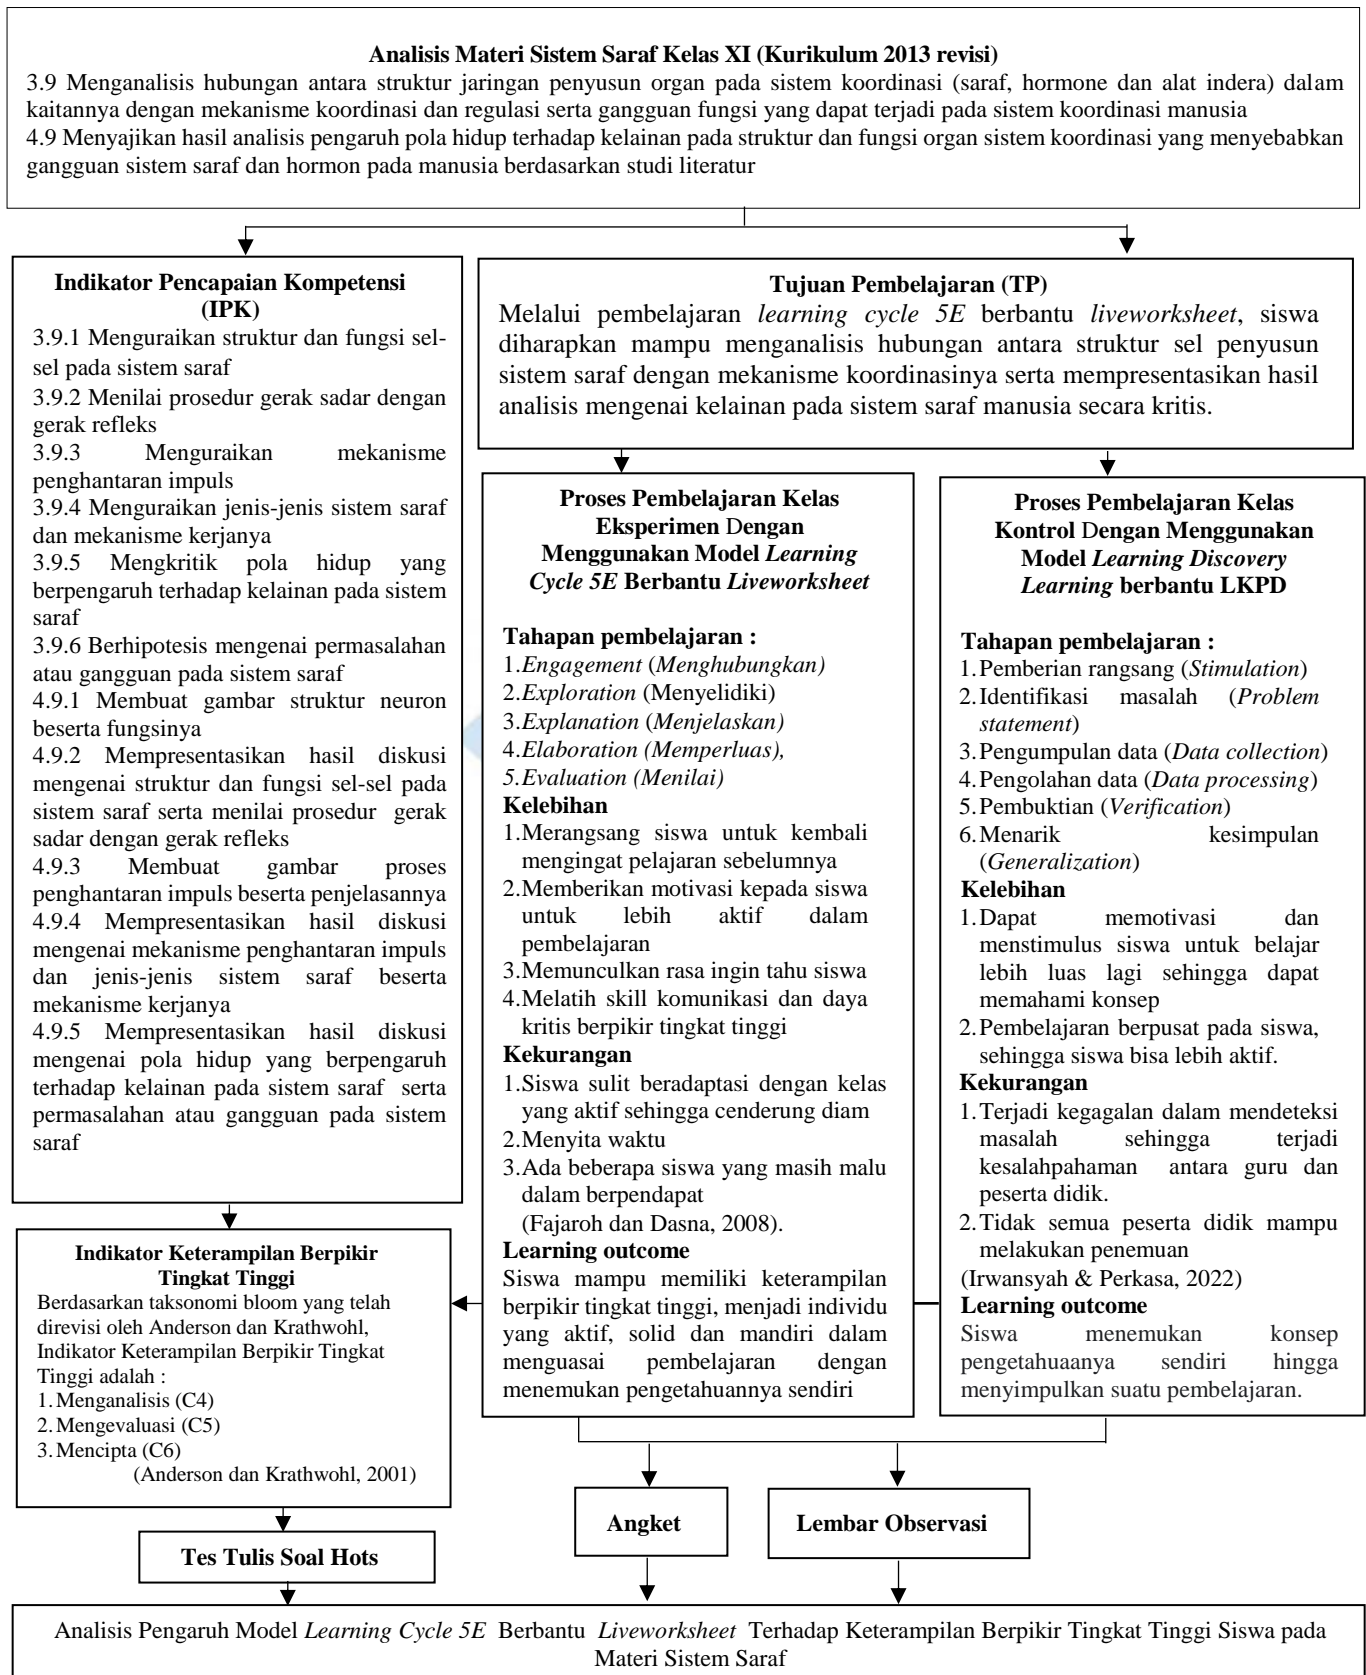 Analisis Materi Sistem Saraf Kelas XI (Kurikulum 2013 revisi)
3.9 Menganalisis hubungan antara struktur jaringan penyusun organ pada sistem koordinasi (saraf, hormone dan alat indera) dalam
kaitannya dengan mekanisme koordinasi dan regulasi serta gangguan fungsi yang dapat terjadi pada sistem koordinasi manusia
4.9 Menyajikan hasil analisis pengaruh pola hidup terhadap kelainan pada struktur dan fungsi organ sistem koordinasi yang menyebabkan
gangguan sistem saraf dan hormon pada manusia berdasarkan studi literatur
Indikator Pencapaian Kompetensi
(IPK)
3.9.1 Menguraikan struktur dan fungsi sel-
sel pada sistem saraf
3.9.2 Menilai prosedur gerak sadar dengan
gerak refleks
3.9.3 Menguraikan mekanisme
penghantaran impuls
3.9.4 Menguraikan jenis-jenis sistem saraf
dan mekanisme kerjanya
3.9.5 Mengkritik pola hidup yang
berpengaruh terhadap kelainan pada sistem
saraf
3.9.6 Berhipotesis mengenai permasalahan
atau gangguan pada sistem saraf
4.9.1 Membuat gambar struktur neuron
beserta fungsinya
4.9.2 Mempresentasikan hasil diskusi
mengenai struktur dan fungsi sel-sel pada
sistem saraf serta menilai prosedur gerak
sadar dengan gerak refleks
4.9.3 Membuat gambar proses
penghantaran impuls beserta penjelasannya
4.9.4 Mempresentasikan hasil diskusi
mengenai mekanisme penghantaran impuls
dan jenis-jenis sistem saraf beserta
mekanisme kerjanya
4.9.5 Mempresentasikan hasil diskusi
mengenai pola hidup yang berpengaruh
terhadap kelainan pada sistem saraf serta
permasalahan atau gangguan pada sistem
saraf
Tujuan Pembelajaran (TP)
Melalui pembelajaran learning cycle 5E berbantu liveworksheet, siswa
diharapkan mampu menganalisis hubungan antara struktur sel penyusun
sistem saraf dengan mekanisme koordinasinya serta mempresentasikan hasil
analisis mengenai kelainan pada sistem saraf manusia secara kritis.
Proses Pembelajaran Kelas
Eksperimen Dengan
Menggunakan Model Learning
Cycle 5E Berbantu Liveworksheet
Tahapan pembelajaran :
1.Engagement (Menghubungkan)
2.Exploration (Menyelidiki)
3.Explanation (Menjelaskan)
4.Elaboration (Memperluas),
5.Evaluation (Menilai)
Kelebihan
1.Merangsang siswa untuk kembali
mengingat pelajaran sebelumnya
2.Memberikan motivasi kepada siswa
untuk lebih aktif dalam
pembelajaran
3.Memunculkan rasa ingin tahu siswa
4.Melatih skill komunikasi dan daya
kritis berpikir tingkat tinggi
Kekurangan
1.Siswa sulit beradaptasi dengan kelas
yang aktif sehingga cenderung diam
2.Menyita waktu
3.Ada beberapa siswa yang masih malu
dalam berpendapat
(Fajaroh dan Dasna, 2008).
Learning outcome
Siswa mampu memiliki keterampilan
berpikir tingkat tinggi, menjadi individu
yang aktif, solid dan mandiri dalam
menguasai pembelajaran dengan
menemukan pengetahuannya sendiri
Proses Pembelajaran Kelas
Kontrol Dengan Menggunakan
Model Learning Discovery
Learning berbantu LKPD
Tahapan pembelajaran :
1.Pemberian rangsang (Stimulation)
2.Identifikasi masalah (Problem
statement)
3.Pengumpulan data (Data collection)
4.Pengolahan data (Data processing)
5.Pembuktian (Verification)
6.Menarik kesimpulan
(Generalization)
Kelebihan
1.Dapat memotivasi dan
menstimulus siswa untuk belajar
lebih luas lagi sehingga dapat
memahami konsep
2.Pembelajaran berpusat pada siswa,
sehingga siswa bisa lebih aktif.
Kekurangan
1.Terjadi kegagalan dalam mendeteksi
masalah sehingga terjadi
kesalahpahaman antara guru dan
peserta didik.
2.Tidak semua peserta didik mampu
melakukan penemuan
(Irwansyah & Perkasa, 2022)
Learning outcome
Siswa menemukan konsep
pengetahuaanya sendiri hingga
menyimpulkan suatu pembelajaran.
Indikator Keterampilan Berpikir
Tingkat Tinggi
Berdasarkan taksonomi bloom yang telah
direvisi oleh Anderson dan Krathwohl,
Indikator Keterampilan Berpikir Tingkat
Tinggi adalah :
1.Menganalisis (C4)
2.Mengevaluasi (C5)
3.Mencipta (C6)
(Anderson dan Krathwohl, 2001)
Tes Tulis Soal Hots
Angket
Lembar Observasi
Analisis Pengaruh Model Learning Cycle 5E Berbantu Liveworksheet Terhadap Keterampilan Berpikir Tingkat Tinggi Siswa pada
Materi Sistem Saraf